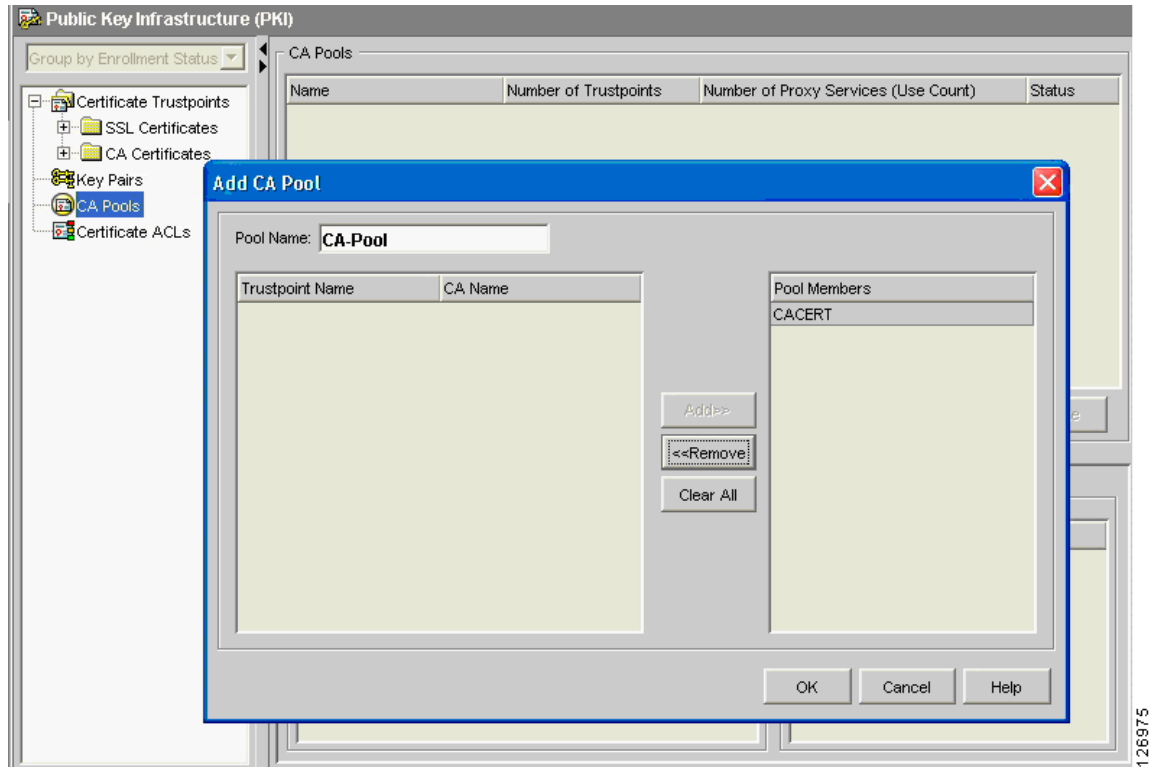 Public Key Infrastructure (PKI)
Group by Enrollment Status
Certificate Trustpoints
SSL Certificates
CA Certificates
Key Pairs
CA Pools
Certificate ACLs
CA Pools
Name Number of Trustpoints Number of Proxy Services (Use Count) Status
Add CA Pool
Pool Name: CA-Pool
Trustpoint Name CA Name
Pool Members
CACERT
Add>>
<<Remove
Clear All
OK Cancel Help
126975